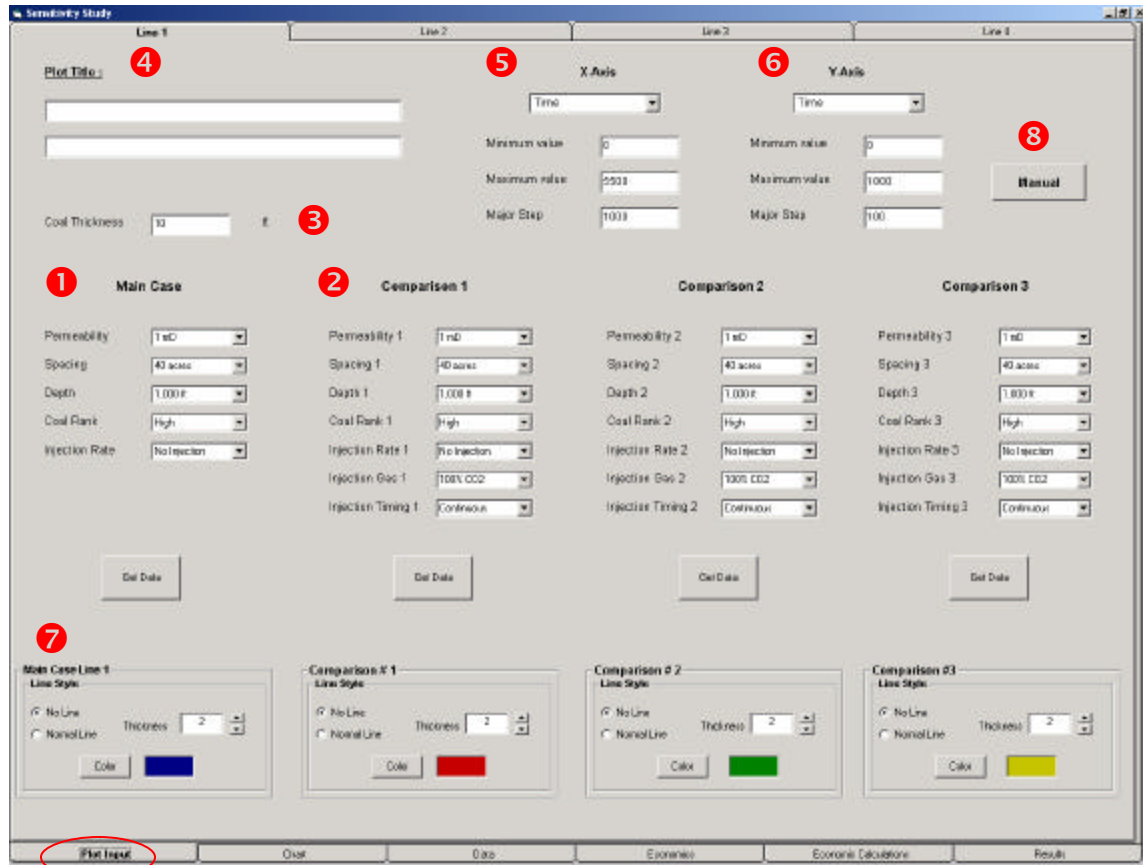 Sensitivity Study
Line 1 Line 2 Line 3 Line 4
4 5 6
Plot Title : X-Axis Y-Axis
Time Time
8
Minimum value 0 Minimum value 0
Maximum value Maximum value 1000 Manual
Major Step 1000 Major Step 100
Coal Thickness 10 ft 3
1 Main Case 2 Comparison 1 Comparison 2 Comparison 3
Permeability 1 mD Permeability 1 1 mD Permeability 2 1 mD Permeability 3 1 mD
Spacing 40 acres Spacing 1 40 acres Spacing 2 40 acres Spacing 3 40 acres
Depth 1,000 ft Depth 1 1,000 ft Depth 2 1,000 ft Depth 3 1,000 ft
Coal Rank High Coal Rank 1 High Coal Rank 2 High Coal Rank 3 High
Injection Rate No Injection Injection Rate 1 No Injection Injection Rate 2 No Injection Injection Rate 3 No Injection
Injection Gas 1 100% CO2 Injection Gas 2 100% CO2 Injection Gas 3 100% CO2
Injection Timing 1 Continuous Injection Timing 2 Continuous Injection Timing 3 Continuous
Get Data Get Data Get Data Get Data
7
Main Case Line 1 Comparison # 1 Comparison # 2 Comparison #3
Line Style Line Style Line Style Line Style
No Line No Line No Line No Line
Thickness 2 Thickness 2 Thickness 2 Thickness 2
Normal Line Normal Line Normal Line Normal Line
Color Color Color Color
Plot Input Chart Data Economics Economic Calculations Results